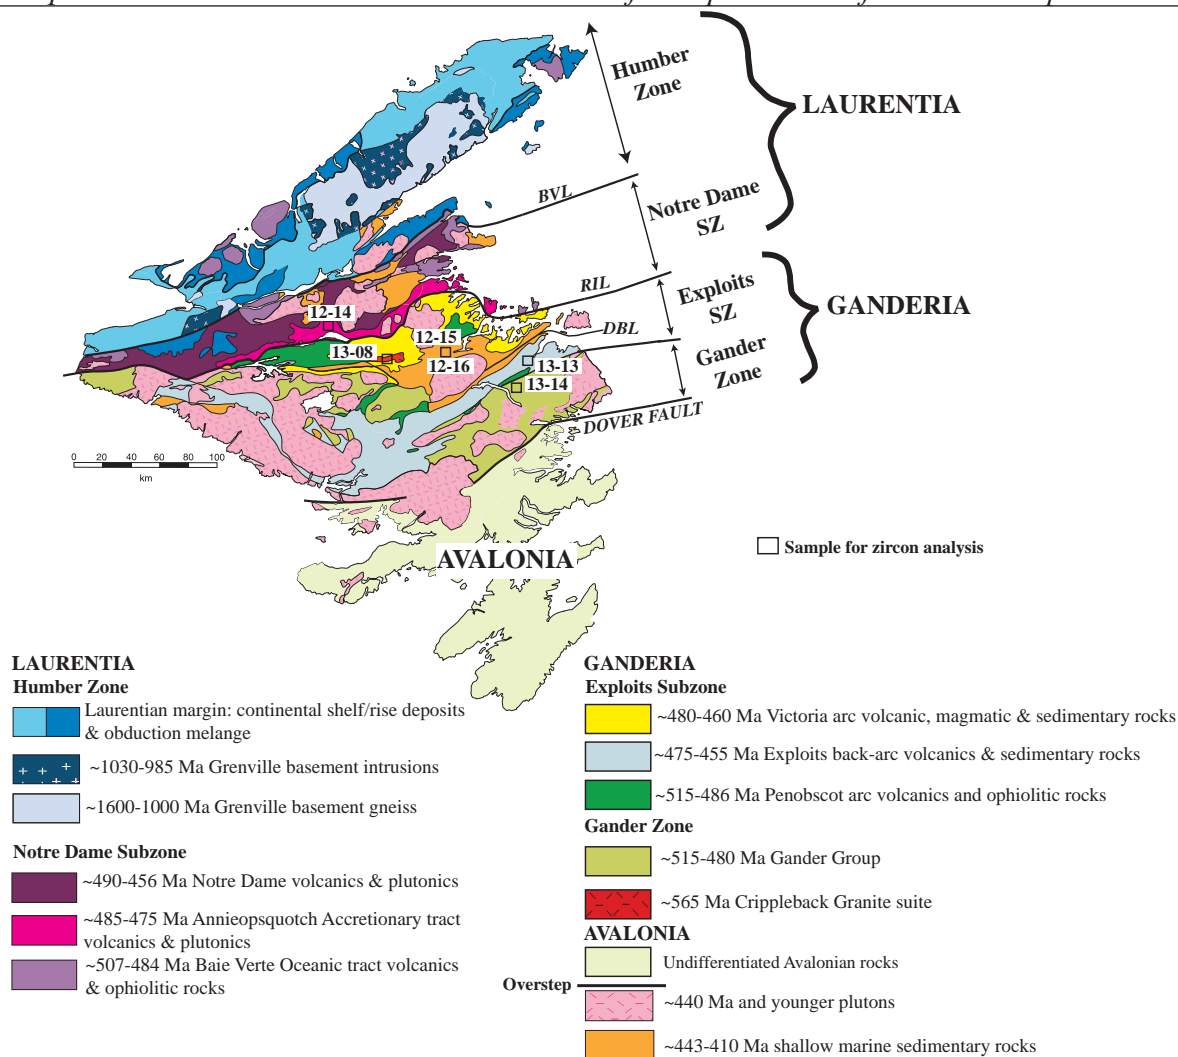 Humber
Zone
LAURENTIA
BVL
Notre Dame
SZ
RIL
Exploits
SZ
GANDERIA
DBL
Gander
Zone
DOVER FAULT
12-14
12-15
13-08
12-16
13-13
13-14
0 20 40 60 80 100
km
AVALONIA
Sample for zircon analysis
LAURENTIA
Humber Zone
Laurentian margin: continental shelf/rise deposits
& obduction melange
~1030-985 Ma Grenville basement intrusions
~1600-1000 Ma Grenville basement gneiss
Notre Dame Subzone
~490-456 Ma Notre Dame volcanics & plutonics
~485-475 Ma Annieopsquotch Accretionary tract
volcanics & plutonics
~507-484 Ma Baie Verte Oceanic tract volcanics
& ophiolitic rocks
GANDERIA
Exploits Subzone
~480-460 Ma Victoria arc volcanic, magmatic & sedimentary rocks
~475-455 Ma Exploits back-arc volcanics & sedimentary rocks
~515-486 Ma Penobscot arc volcanics and ophiolitic rocks
Gander Zone
~515-480 Ma Gander Group
~565 Ma Crippleback Granite suite
AVALONIA
Undifferentiated Avalonian rocks
Overstep
~440 Ma and younger plutons
~443-410 Ma shallow marine sedimentary rocks